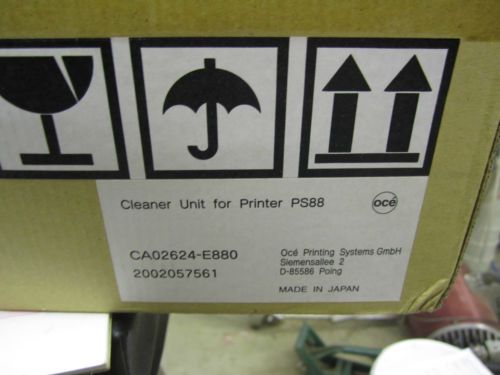 Cleaner Unit for Printer PS88
océ
CA02624-E880
2002057561
Océ Printing Systems GmbH
Siemensallee 2
D-85586 Poing
MADE IN JAPAN